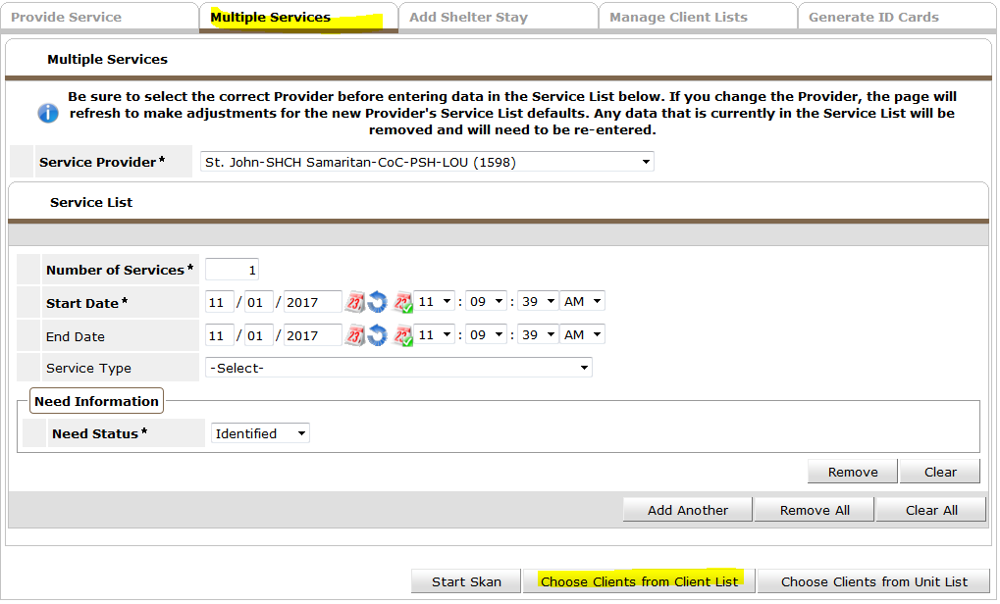 Provide Service Multiple Services Add Shelter Stay Manage Client Lists Generate ID Cards
Multiple Services
Be sure to select the correct Provider before entering data in the Service List below. If you change the Provider, the page will
refresh to make adjustments for the new Provider's Service List defaults. Any data that is currently in the Service List will be
removed and will need to be re-entered.
Service Provider * St. John-SHCH Samaritan-CoC-PSH-LOU (1598)
Service List
Number of Services * 1
Start Date * 11 / 01 / 2017 23 23 11 : 09 : 39 AM
End Date 11 / 01 / 2017 23 23 11 : 09 : 39 AM
Service Type -Select-
Need Information
Need Status * Identified
Remove Clear
Add Another Remove All Clear All
Start Skan Choose Clients from Client List Choose Clients from Unit List